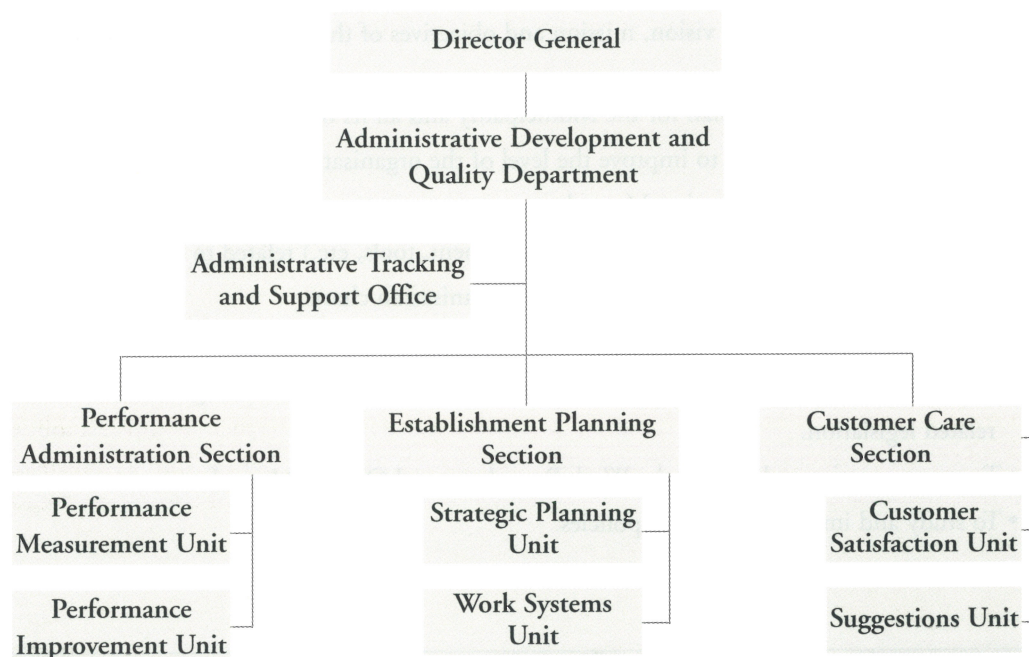 Director General
Administrative Development and
Quality Department
Administrative Tracking
and Support Office
Performance
Administration Section
Establishment Planning
Section
Customer Care
Section
Performance
Measurement Unit
Strategic Planning
Unit
Customer
Satisfaction Unit
Performance
Improvement Unit
Work Systems
Unit
Suggestions Unit